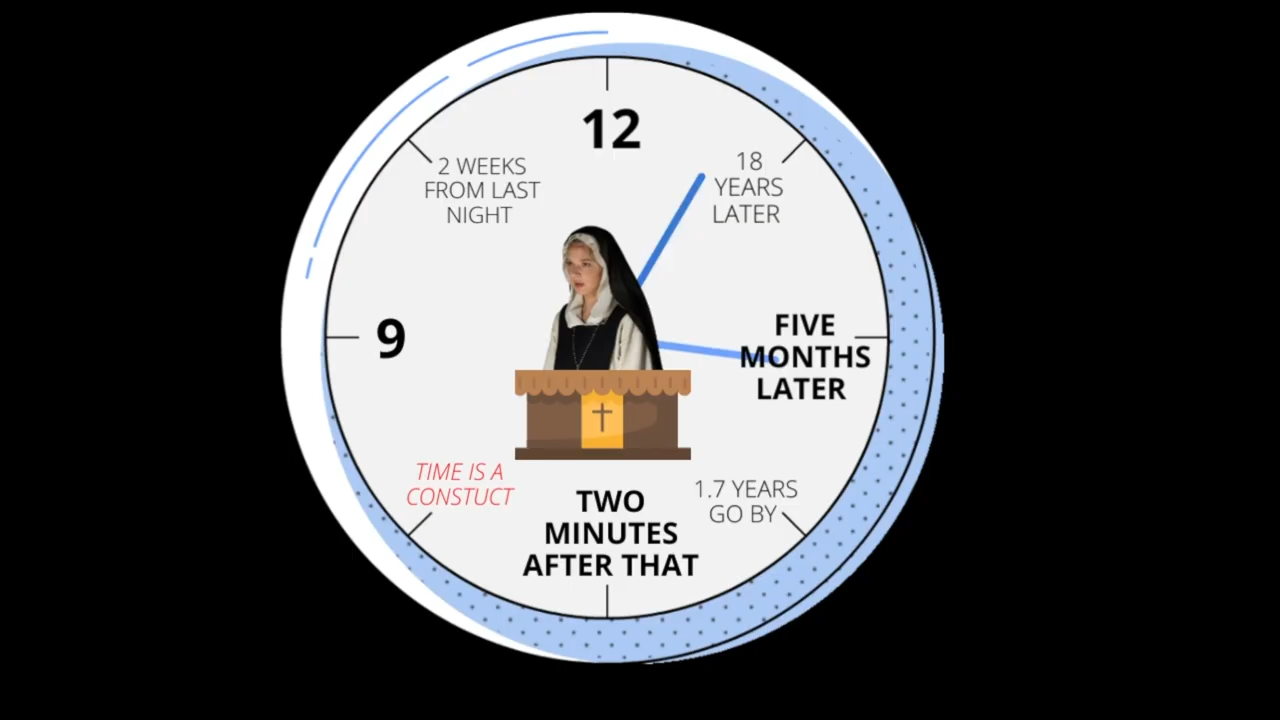 12
2 WEEKS
FROM LAST
NIGHT
18
YEARS
LATER
9
FIVE
MONTHS
LATER
TIME IS A
CONSTUCT
TWO
MINUTES
AFTER THAT
1.7 YEARS
GO BY